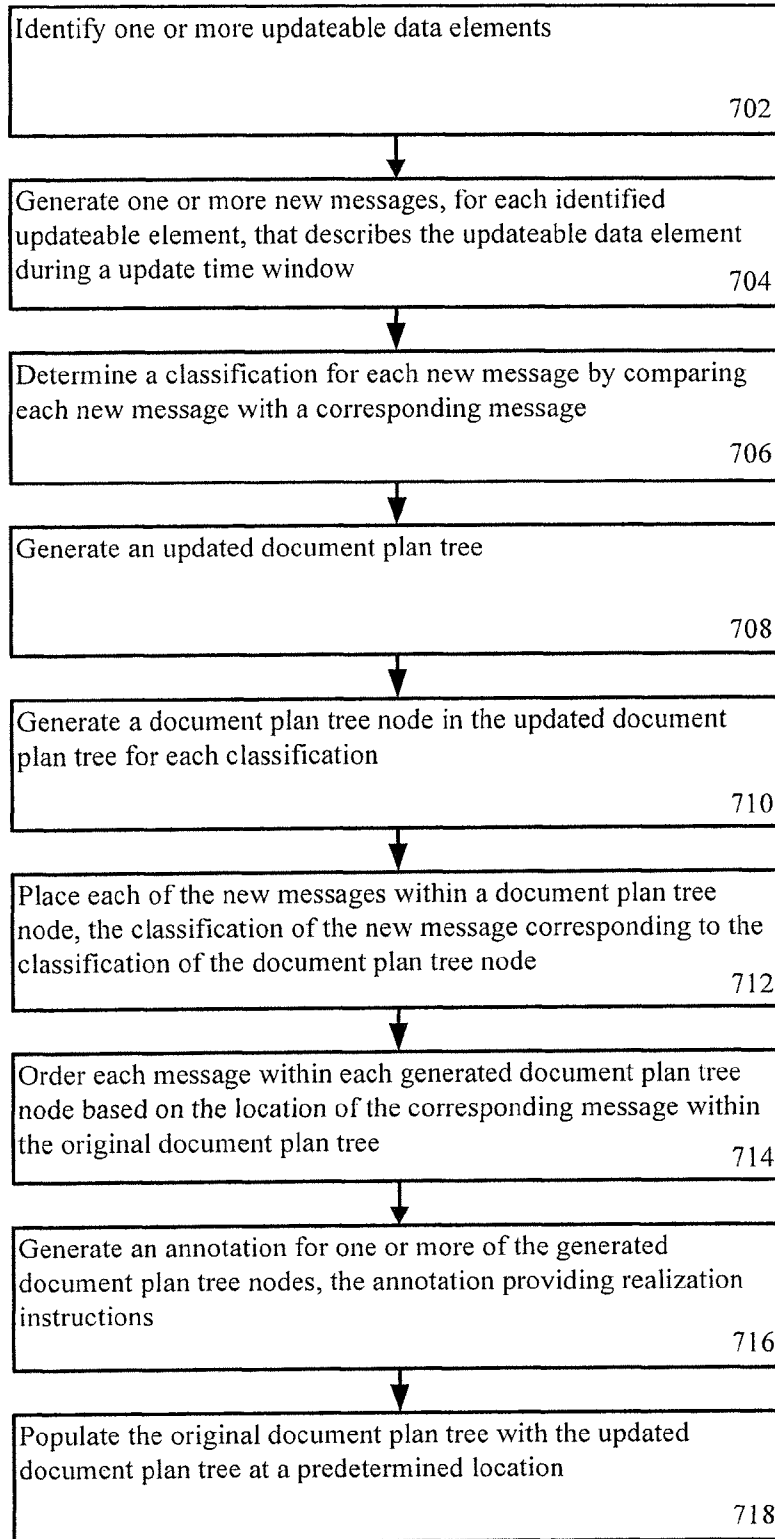 Identify one or more updateable data elements
702
Generate one or more new messages, for each identified
updateable element, that describes the updateable data element
during a update time window
704
Determine a classification for each new message by comparing
each new message with a corresponding message
706
Generate an updated document plan tree
708
Generate a document plan tree node in the updated document
plan tree for each classification
710
Place each of the new messages within a document plan tree
node, the classification of the new message corresponding to the
classification of the document plan tree node
712
Order each message within each generated document plan tree
node based on the location of the corresponding message within
the original document plan tree
714
Generate an annotation for one or more of the generated
document plan tree nodes, the annotation providing realization
instructions
716
Populate the original document plan tree with the updated
document plan tree at a predetermined location
718